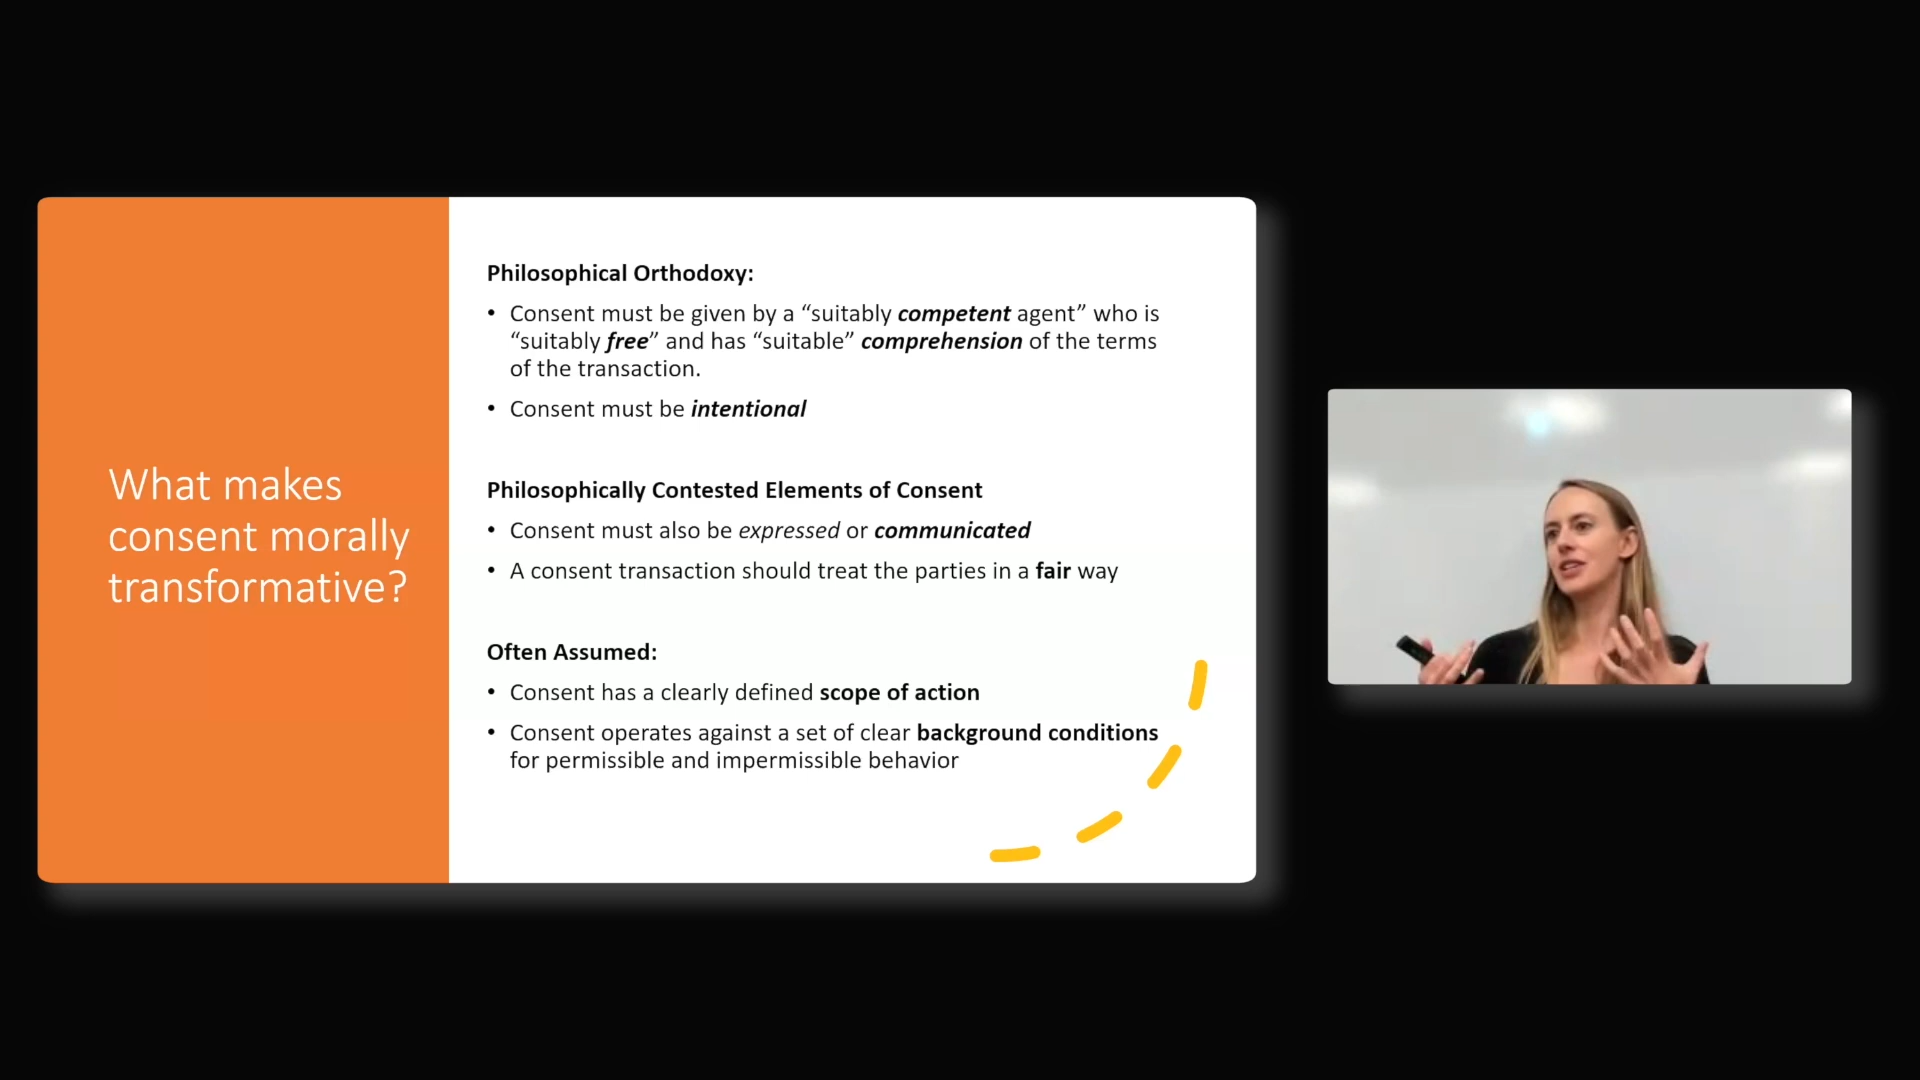 What makes
consent morally
transformative?
Philosophical Orthodoxy:
• Consent must be given by a “suitably competent agent” who is
“suitably free” and has “suitable” comprehension of the terms
of the transaction.
• Consent must be intentional
Philosophically Contested Elements of Consent
• Consent must also be expressed or communicated
• A consent transaction should treat the parties in a fair way
Often Assumed:
• Consent has a clearly defined scope of action
• Consent operates against a set of clear background conditions
for permissible and impermissible behavior